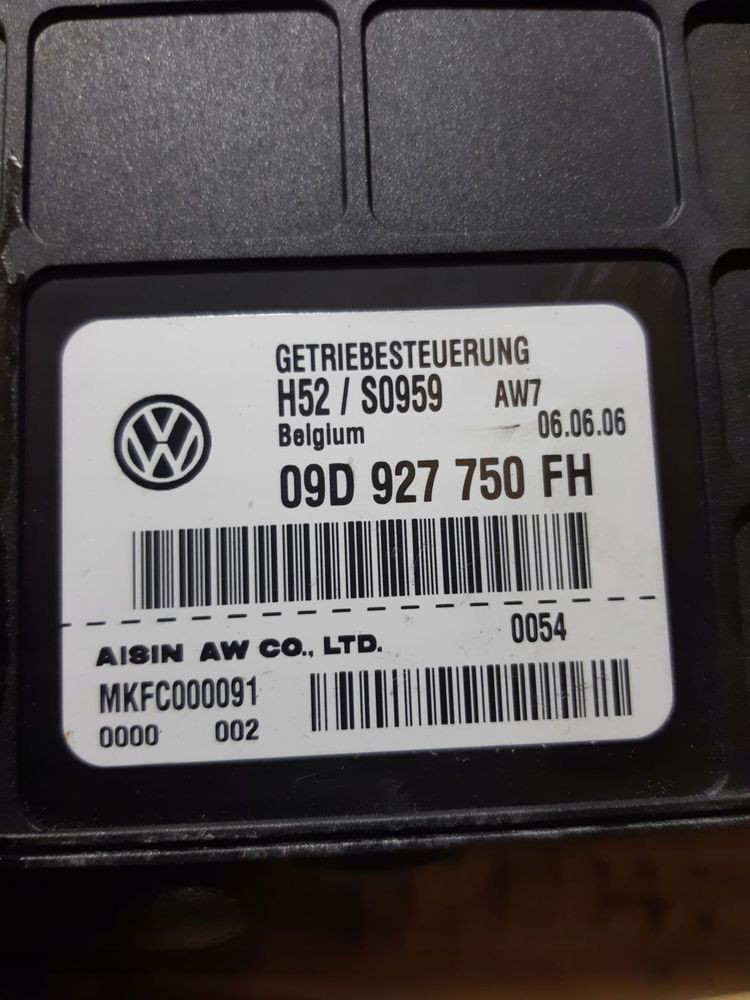 GETRIEBESTEUERUNG
H52 / S0959 AW7
Belgium 06.06.06
09D 927 750 FH
AISIN AW CO., LTD. 0054
MKFC000091
0000 002